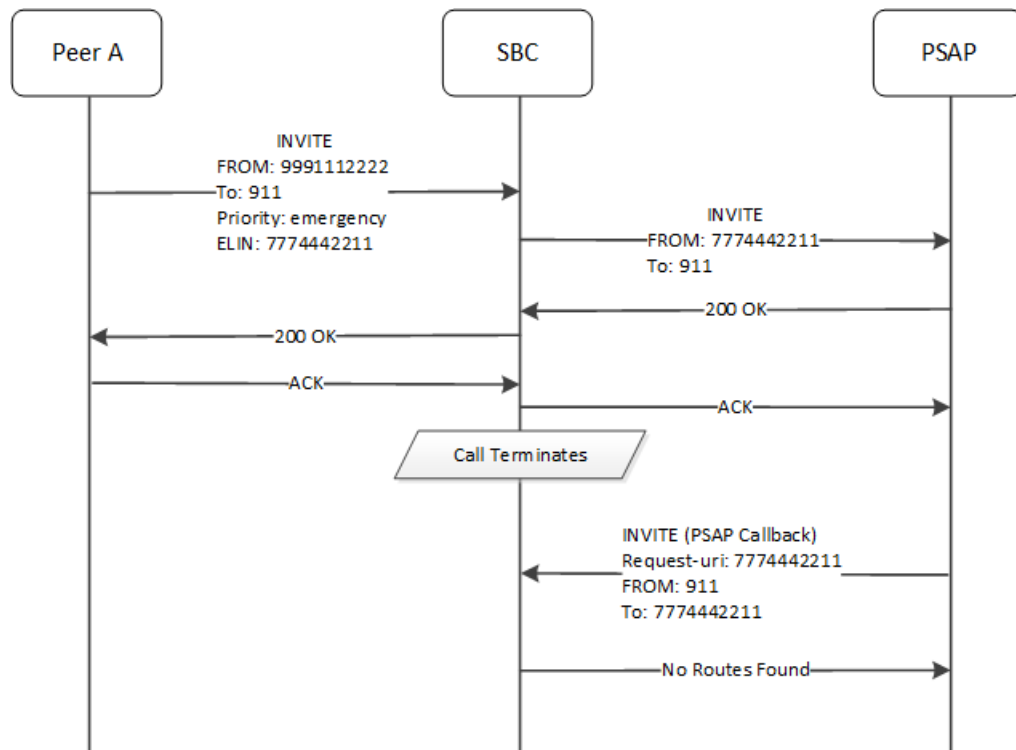 Peer A
SBC
PSAP
INVITE
FROM: 9991112222
To: 911
Priority: emergency
ELIN: 7774442211
INVITE
FROM: 7774442211
To: 911
200 OK
200 OK
ACK
ACK
Call Terminates
INVITE (PSAP Callback)
Request-uri: 7774442211
FROM: 911
To: 7774442211
No Routes Found